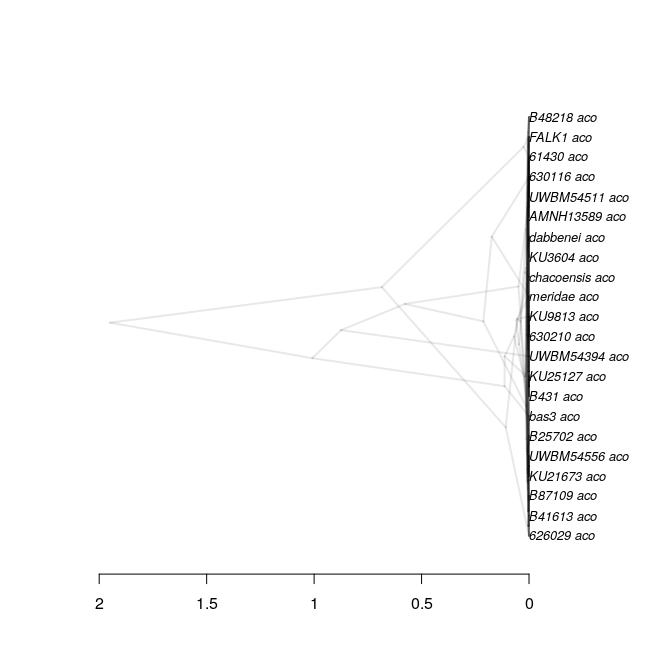 B48218 aco
FALK1 aco
61430 aco
630116 aco
UWBM54511 aco
AMNH13589 aco
dabbenei aco
KU3604 aco
chacoensis aco
meridae aco
KU9813 aco
630210 aco
UWBM54394 aco
KU25127 aco
B431 aco
bas3 aco
B25702 aco
UWBM54556 aco
KU21673 aco
B87109 aco
B41613 aco
626029 aco
2 1.5 1 0.5 0